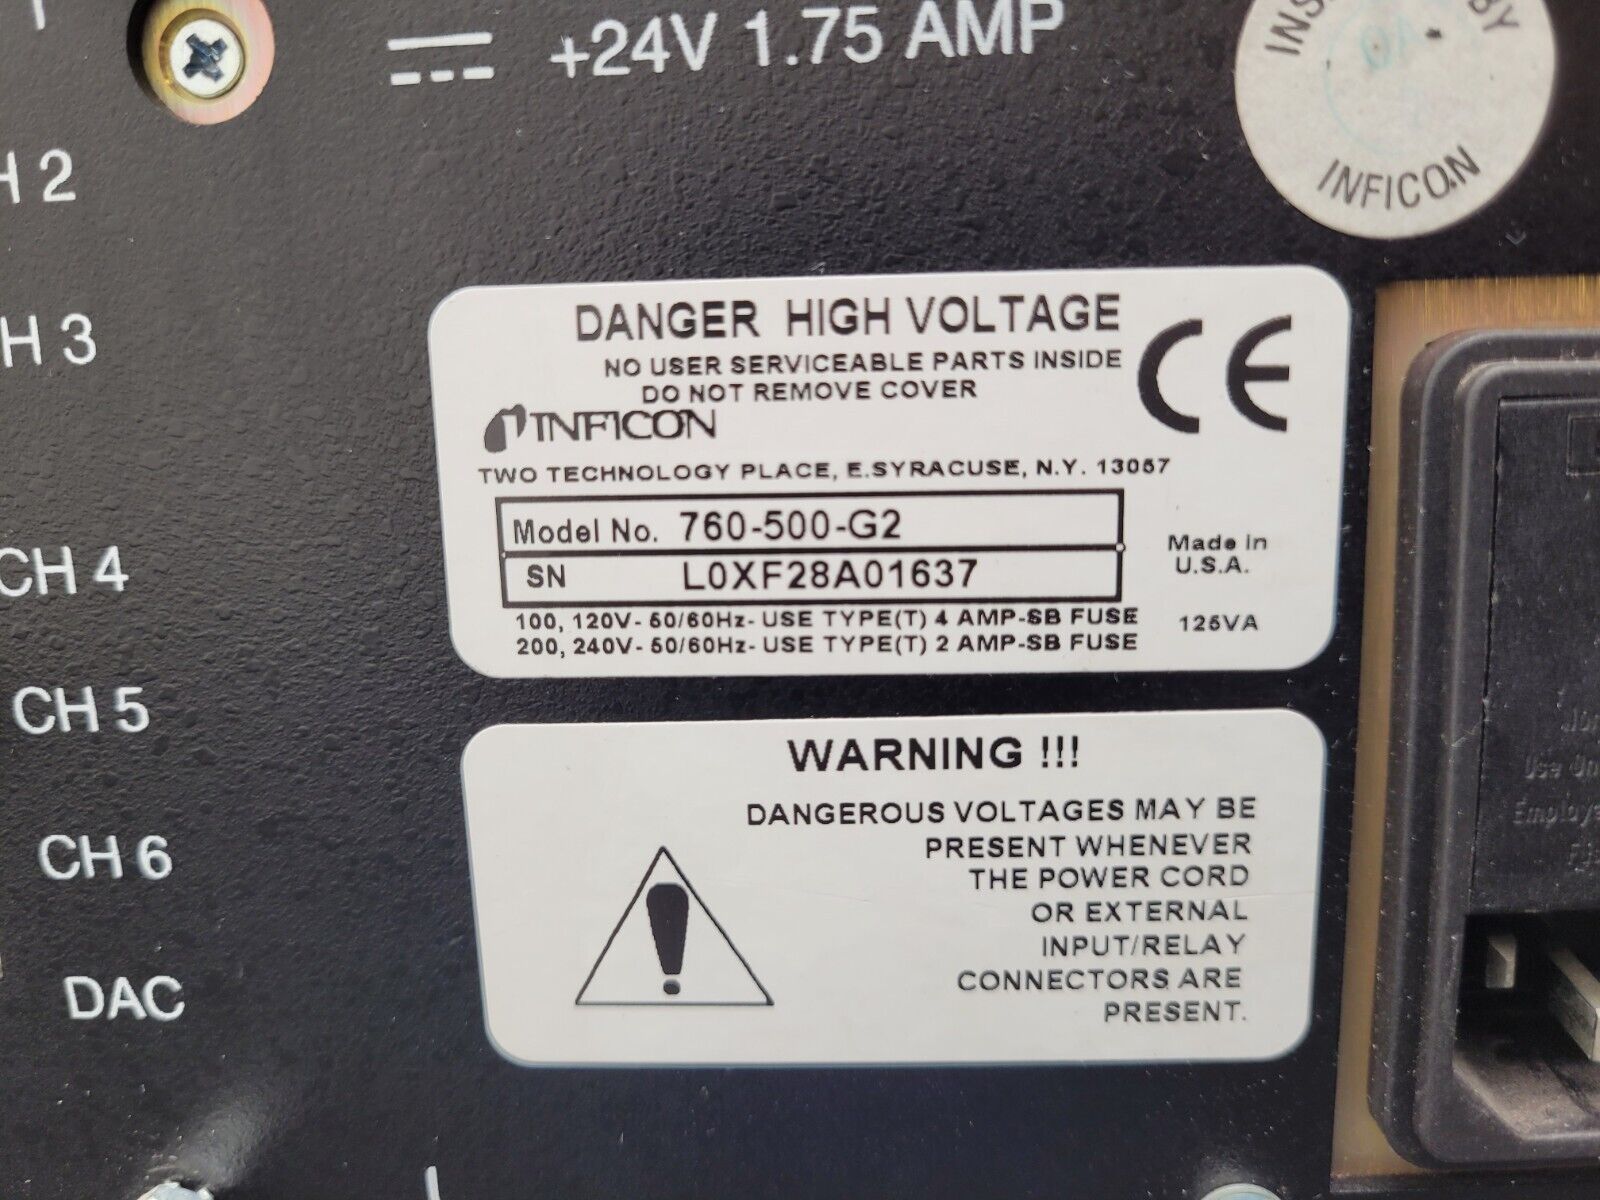 +24V 1.75 AMP
BY
INFICON
H 2
H 3
CH 4
CH 5
CH 6
DAC
DANGER HIGH VOLTAGE
NO USER SERVICEABLE PARTS INSIDE
DO NOT REMOVE COVER
CE
INFICON
TWO TECHNOLOGY PLACE, E.SYRACUSE, N.Y. 13057
Model No. 760-500-G2
SN L0XF28A01637
Made in
U.S.A.
100, 120V- 50/60Hz- USE TYPE(T) 4 AMP-SB FUSE
200, 240V- 50/60Hz- USE TYPE(T) 2 AMP-SB FUSE
125VA
WARNING !!!
DANGEROUS VOLTAGES MAY BE
PRESENT WHENEVER
THE POWER CORD
OR EXTERNAL
INPUT/RELAY
CONNECTORS ARE
PRESENT.
Use